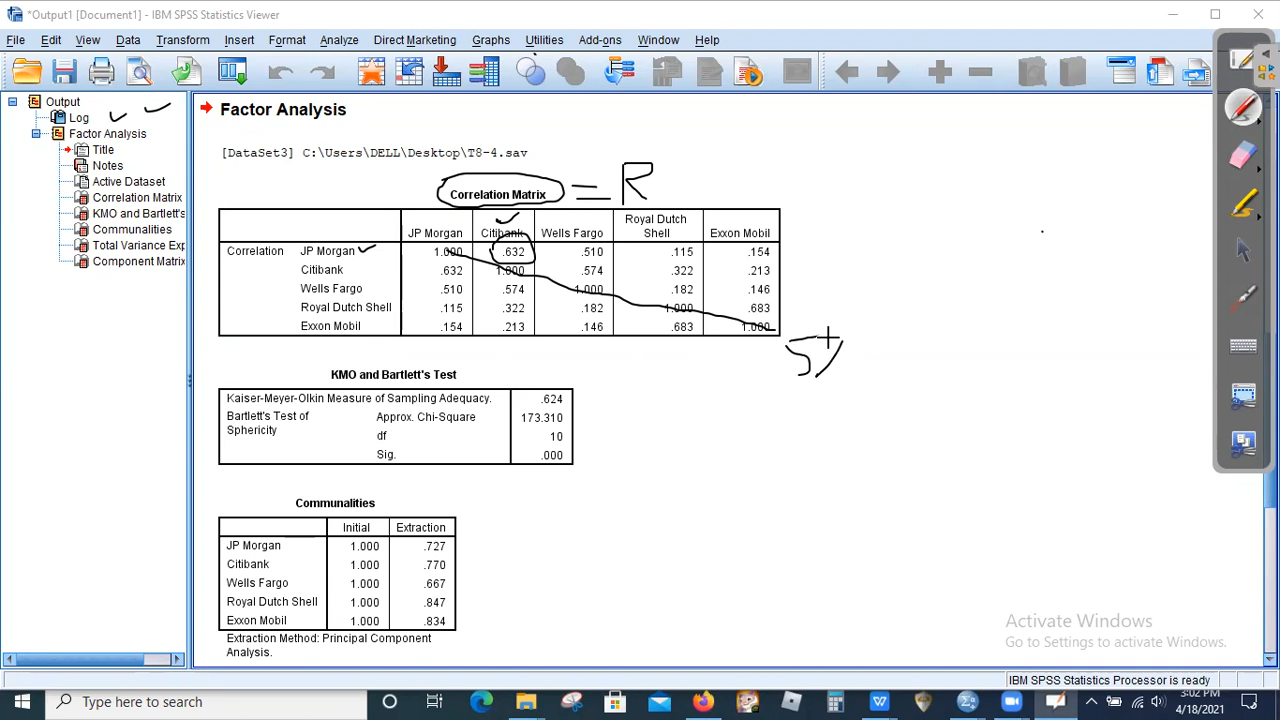 *Output1 [Document1] - IBM SPSS Statistics Viewer
File Edit View Data Transform Insert Format Analyze Direct Marketing Graphs Utilities Add-ons Window Help
Output
Log
Factor Analysis
Title
Notes
Active Dataset
Correlation Matrix
KMO and Bartlett's
Communalities
Total Variance Exp
Component Matrix
Factor Analysis
[DataSet3] C:\Users\DELL\Desktop\T8-4.sav
Correlation Matrix = R
JP Morgan Citibank Wells Fargo Royal Dutch Shell Exxon Mobil
Correlation JP Morgan 1.000 .632 .510 .115 .154
Citibank .632 1.000 .574 .322 .213
Wells Fargo .510 .574 1.000 .182 .146
Royal Dutch Shell .115 .322 .182 1.000 .683
Exxon Mobil .154 .213 .146 .683 1.000
Sy
KMO and Bartlett's Test
Kaiser-Meyer-Olkin Measure of Sampling Adequacy. .624
Bartlett's Test of Sphericity Approx. Chi-Square 173.310
df 10
Sig. .000
Communalities
Initial Extraction
JP Morgan 1.000 .727
Citibank 1.000 .770
Wells Fargo 1.000 .667
Royal Dutch Shell 1.000 .847
Exxon Mobil 1.000 .834
Extraction Method: Principal Component
Analysis.
Activate Windows
Go to Settings to activate Windows.
IBM SPSS Statistics Processor is ready
Type here to search
3:02 PM
4/18/2021